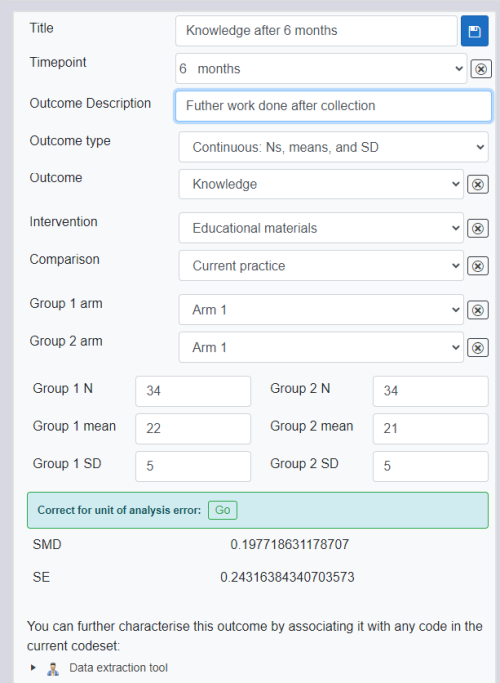 Title Knowledge after 6 months
Timepoint 6 months
Outcome Description Futher work done after collection
Outcome type Continuous: Ns, means, and SD
Outcome Knowledge
Intervention Educational materials
Comparison Current practice
Group 1 arm Arm 1
Group 2 arm Arm 1
Group 1 N 34 Group 2 N 34
Group 1 mean 22 Group 2 mean 21
Group 1 SD 5 Group 2 SD 5
Correct for unit of analysis error: Go
SMD 0.197718631178707
SE 0.24316384340703573
You can further characterise this outcome by associating it with any code in the
current codeset:
Data extraction tool